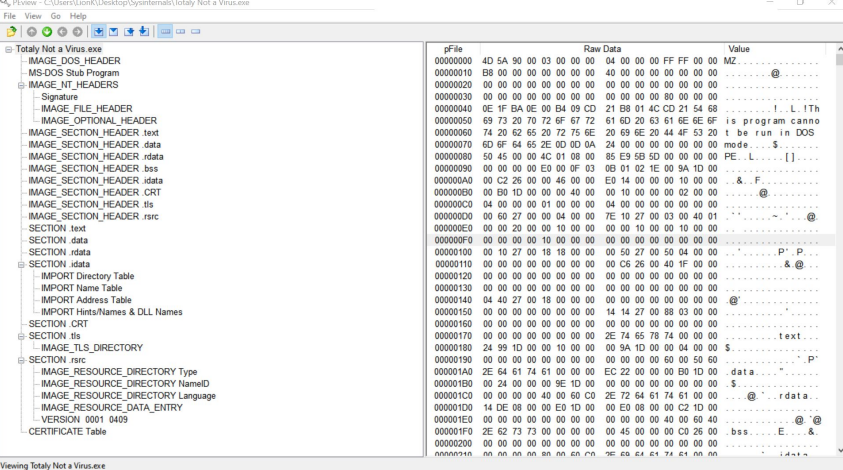 PEview - C:\Users\LionK\Desktop\Sysinternals\Totaly Not a Virus.exe
File View Go Help
Totaly Not a Virus.exe
IMAGE_DOS_HEADER
MS-DOS Stub Program
IMAGE_NT_HEADERS
Signature
IMAGE_FILE_HEADER
IMAGE_OPTIONAL_HEADER
IMAGE_SECTION_HEADER .text
IMAGE_SECTION_HEADER .data
IMAGE_SECTION_HEADER .rdata
IMAGE_SECTION_HEADER .bss
IMAGE_SECTION_HEADER .idata
IMAGE_SECTION_HEADER .CRT
IMAGE_SECTION_HEADER .tls
IMAGE_SECTION_HEADER .rsrc
SECTION .text
SECTION .data
SECTION .rdata
SECTION .idata
IMPORT Directory Table
IMPORT Name Table
IMPORT Address Table
IMPORT Hints/Names & DLL Names
SECTION .CRT
SECTION .tls
IMAGE_TLS_DIRECTORY
SECTION .rsrc
IMAGE_RESOURCE_DIRECTORY Type
IMAGE_RESOURCE_DIRECTORY NameID
IMAGE_RESOURCE_DIRECTORY Language
IMAGE_RESOURCE_DATA_ENTRY
VERSION 0001 0409
CERTIFICATE Table
pFile Raw Data Value
00000000 4D 5A 90 00 03 00 00 00 04 00 00 00 FF FF 00 00 MZ..............
00000010 B8 00 00 00 00 00 00 00 40 00 00 00 00 00 00 00 ........@.......
00000020 00 00 00 00 00 00 00 00 00 00 00 00 00 00 00 00 ................
00000030 00 00 00 00 00 00 00 00 00 00 00 00 80 00 00 00 ................
00000040 0E 1F BA 0E 00 B4 09 CD 21 B8 01 4C CD 21 54 68 ........!..L.!Th
00000050 69 73 20 70 72 6F 67 72 61 6D 20 63 61 6E 6E 6F is program canno
00000060 74 20 62 65 20 72 75 6E 20 69 6E 20 44 4F 53 20 t be run in DOS
00000070 6D 6F 64 65 2E 0D 0D 0A 24 00 00 00 00 00 00 00 mode....$.......
00000080 50 45 00 00 4C 01 08 00 85 E9 5B 5D 00 00 00 00 PE..L.....[]....
00000090 00 00 00 00 E0 00 0F 03 0B 01 02 1E 00 9A 1D 00 ................
000000A0 00 C2 26 00 00 46 00 00 E0 14 00 00 00 10 00 00 ..&..F..........
000000B0 00 B0 1D 00 00 00 40 00 00 10 00 00 00 02 00 00 ......@.........
000000C0 04 00 00 00 01 00 00 00 04 00 00 00 00 00 00 00 ................
000000D0 00 60 27 00 00 04 00 00 7E 10 27 00 03 00 40 01 .`'.....~.'...@.
000000E0 00 00 20 00 00 10 00 00 00 00 10 00 00 10 00 00 .. .............
000000F0 00 00 00 00 10 00 00 00 00 00 00 00 00 00 00 00 ................
00000100 00 10 27 00 18 18 00 00 00 50 27 00 50 04 00 00 ..'......P'.P...
00000110 00 00 00 00 00 00 00 00 00 C6 26 00 40 1F 00 00 ..........&.@...
00000120 00 00 00 00 00 00 00 00 00 00 00 00 00 00 00 00 ................
00000130 00 00 00 00 00 00 00 00 00 00 00 00 00 00 00 00 ................
00000140 04 40 27 00 18 00 00 00 00 00 00 00 00 00 00 00 .@'.............
00000150 00 00 00 00 00 00 00 00 14 14 27 00 88 03 00 00 ..........'.....
00000160 00 00 00 00 00 00 00 00 00 00 00 00 00 00 00 00 ................
00000170 00 00 00 00 00 00 00 00 2E 74 65 78 74 00 00 00 .........text...
00000180 24 99 1D 00 00 10 00 00 00 9A 1D 00 00 04 00 00 $...............
00000190 00 00 00 00 00 00 00 00 00 00 00 00 60 00 50 60 ............`.P`
000001A0 2E 64 61 74 61 00 00 00 EC 22 00 00 00 B0 1D 00 .data...."......
000001B0 00 24 00 00 00 9E 1D 00 00 00 00 00 00 00 00 00 .$..............
000001C0 00 00 00 00 40 00 60 C0 2E 72 64 61 74 61 00 00 ....@.`..rdata..
000001D0 14 DE 08 00 00 E0 1D 00 00 E0 08 00 00 C2 1D 00 ................
000001E0 00 00 00 00 00 00 00 00 00 00 00 00 40 00 60 40 ............@.`@
000001F0 2E 62 73 73 00 00 00 00 00 45 00 00 00 C0 26 00 .bss.....E....&.
00000200 00 00 00 00 00 00 00 00 00 00 00 00 00 00 00 00 ................
00000210 00 00 00 00 80 00 60 C0 2E 69 64 61 74 61 00 00 ......`..idata..
Viewing Totaly Not a Virus.exe